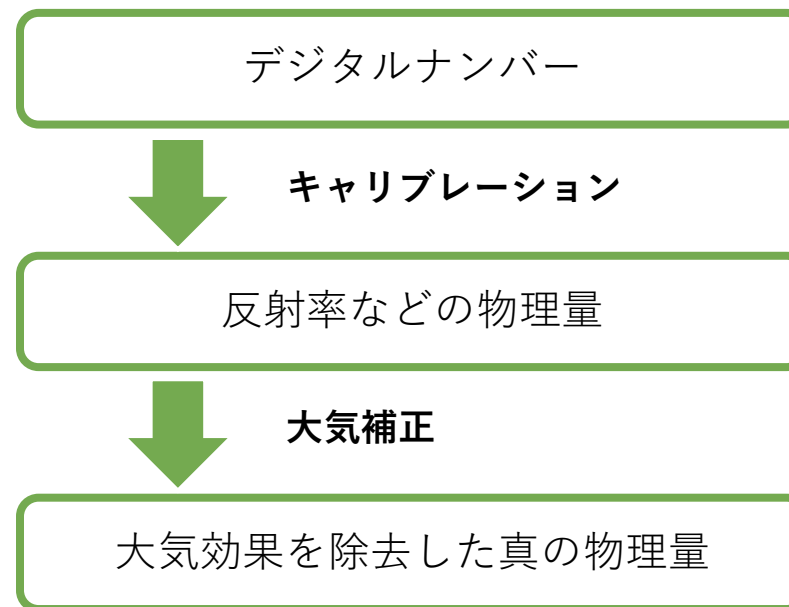 デジタルナンバー
キャリブレーション
反射率などの物理量
大気補正
大気効果を除去した真の物理量